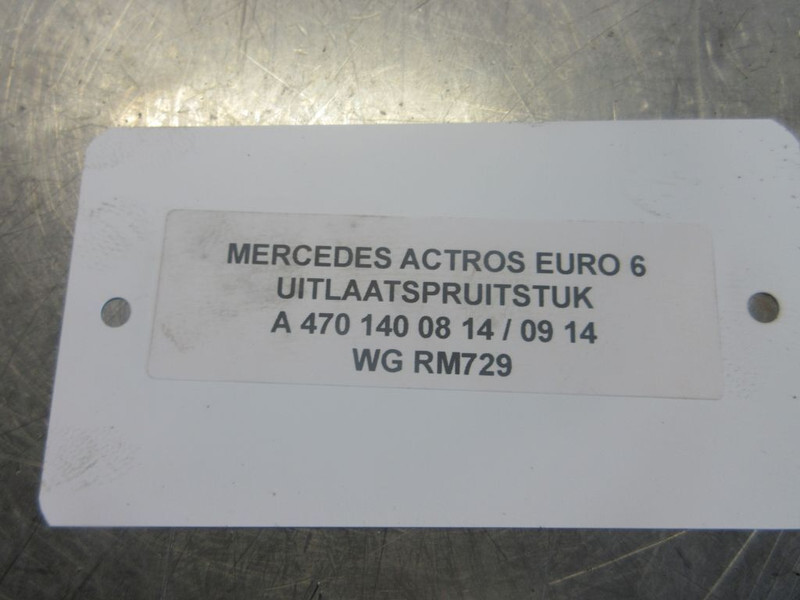 MERCEDES ACTROS EURO 6
UITLAATSPRUITSTUK
A 470 140 08 14 / 09 14
WG RM729